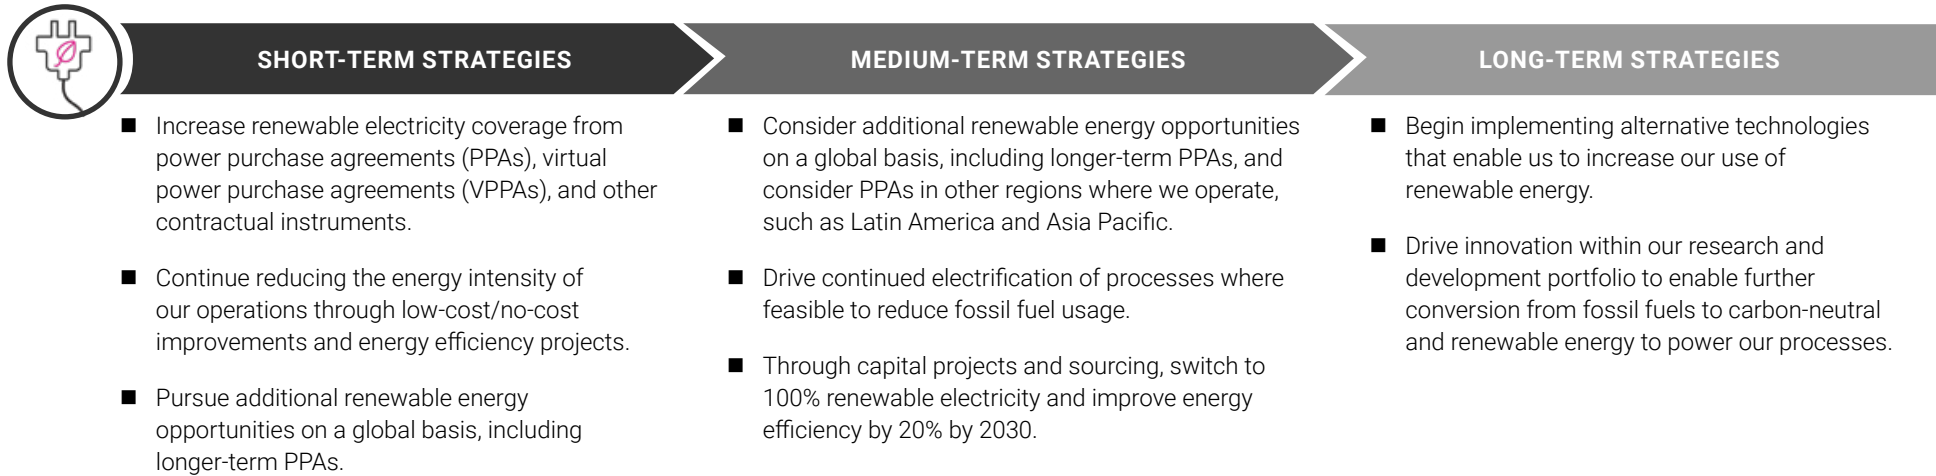 SHORT-TERM STRATEGIES
■ Increase renewable electricity coverage from
power purchase agreements (PPAs), virtual
power purchase agreements (VPPAs), and other
contractual instruments.
■ Continue reducing the energy intensity of
our operations through low-cost/no-cost
improvements and energy efficiency projects.
■ Pursue additional renewable energy
opportunities on a global basis, including
longer-term PPAs.
MEDIUM-TERM STRATEGIES
■ Consider additional renewable energy opportunities
on a global basis, including longer-term PPAs, and
consider PPAs in other regions where we operate,
such as Latin America and Asia Pacific.
■ Drive continued electrification of processes where
feasible to reduce fossil fuel usage.
■ Through capital projects and sourcing, switch to
100% renewable electricity and improve energy
efficiency by 20% by 2030.
LONG-TERM STRATEGIES
■ Begin implementing alternative technologies
that enable us to increase our use of
renewable energy.
■ Drive innovation within our research and
development portfolio to enable further
conversion from fossil fuels to carbon-neutral
and renewable energy to power our processes.